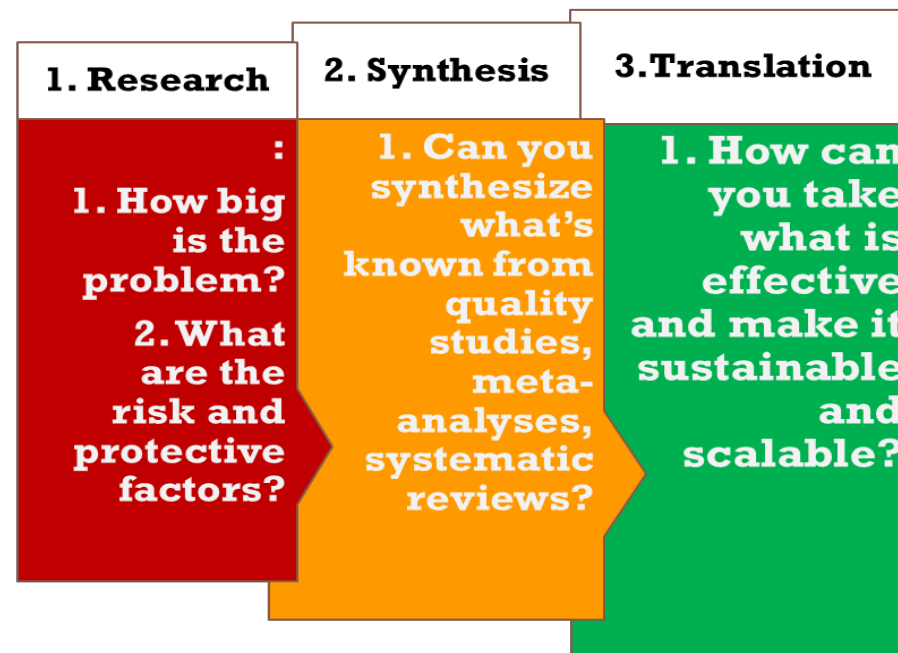 1. Research
:
1. How big
is the
problem?
2. What
are the
risk and
protective
factors?
2. Synthesis
1. Can you
synthesize
what's
known from
quality
studies,
meta-
analyses,
systematic
reviews?
3.Translation
1. How can
you take
what is
effective
and make it
sustainable
and
scalable?